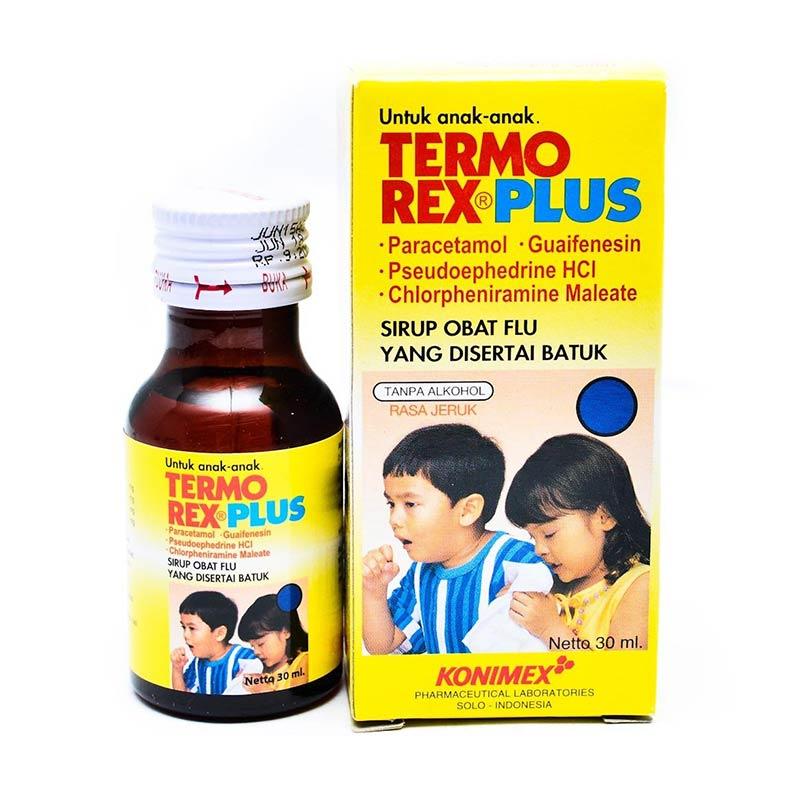 JUN 19
BUKA
Untuk anak-anak.
TERMO
REX®PLUS
·Paracetamol ·Guaifenesin
·Pseudoephedrine HCl
·Chlorpheniramine Maleate
SIRUP OBAT FLU
YANG DISERTAI BATUK
Netto 30 ml.
Untuk anak-anak.
TERMO
REX®PLUS
·Paracetamol ·Guaifenesin
·Pseudoephedrine HCl
·Chlorpheniramine Maleate
SIRUP OBAT FLU
YANG DISERTAI BATUK
TANPA ALKOHOL
RASA JERUK
Netto 30 ml.
KONIMEX
PHARMACEUTICAL LABORATORIES
SOLO - INDONESIA